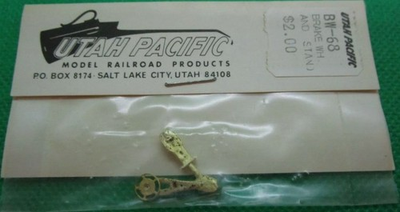 UTAH PACIFIC
MODEL RAILROAD PRODUCTS
P.O. BOX 8174 · SALT LAKE CITY, UTAH 84108
UTAH PACIFIC
BW-68
BRAKE WH
AND STAND
$2.00